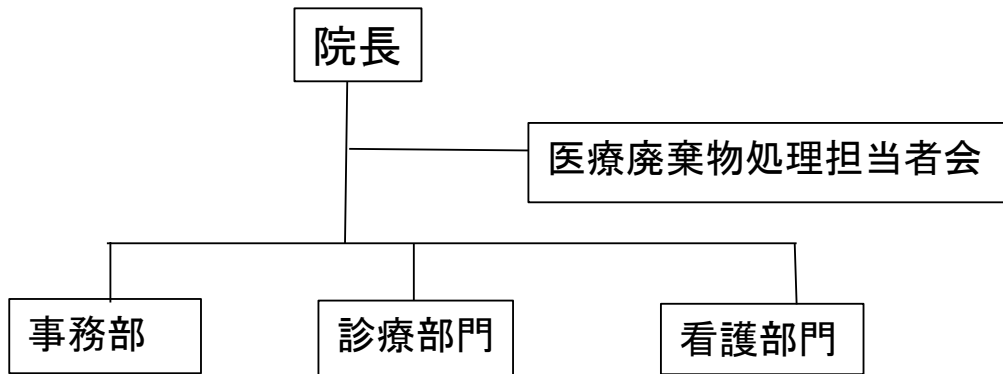 院長
医療廃棄物処理担当者会
事務部
診療部門
看護部門